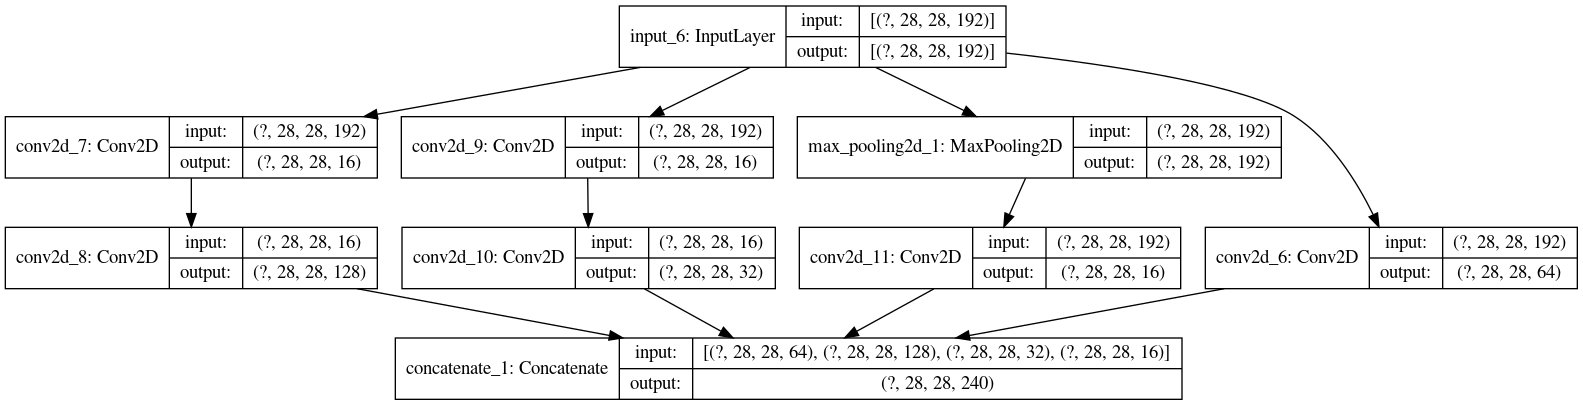 input_6: InputLayer
input: [(?, 28, 28, 192)]
output: [(?, 28, 28, 192)]
conv2d_7: Conv2D
input: (?, 28, 28, 192)
output: (?, 28, 28, 16)
conv2d_9: Conv2D
input: (?, 28, 28, 192)
output: (?, 28, 28, 16)
max_pooling2d_1: MaxPooling2D
input: (?, 28, 28, 192)
output: (?, 28, 28, 192)
conv2d_8: Conv2D
input: (?, 28, 28, 16)
output: (?, 28, 28, 128)
conv2d_10: Conv2D
input: (?, 28, 28, 16)
output: (?, 28, 28, 32)
conv2d_11: Conv2D
input: (?, 28, 28, 192)
output: (?, 28, 28, 16)
conv2d_6: Conv2D
input: (?, 28, 28, 192)
output: (?, 28, 28, 64)
concatenate_1: Concatenate
input: [(?, 28, 28, 64), (?, 28, 28, 128), (?, 28, 28, 32), (?, 28, 28, 16)]
output: (?, 28, 28, 240)